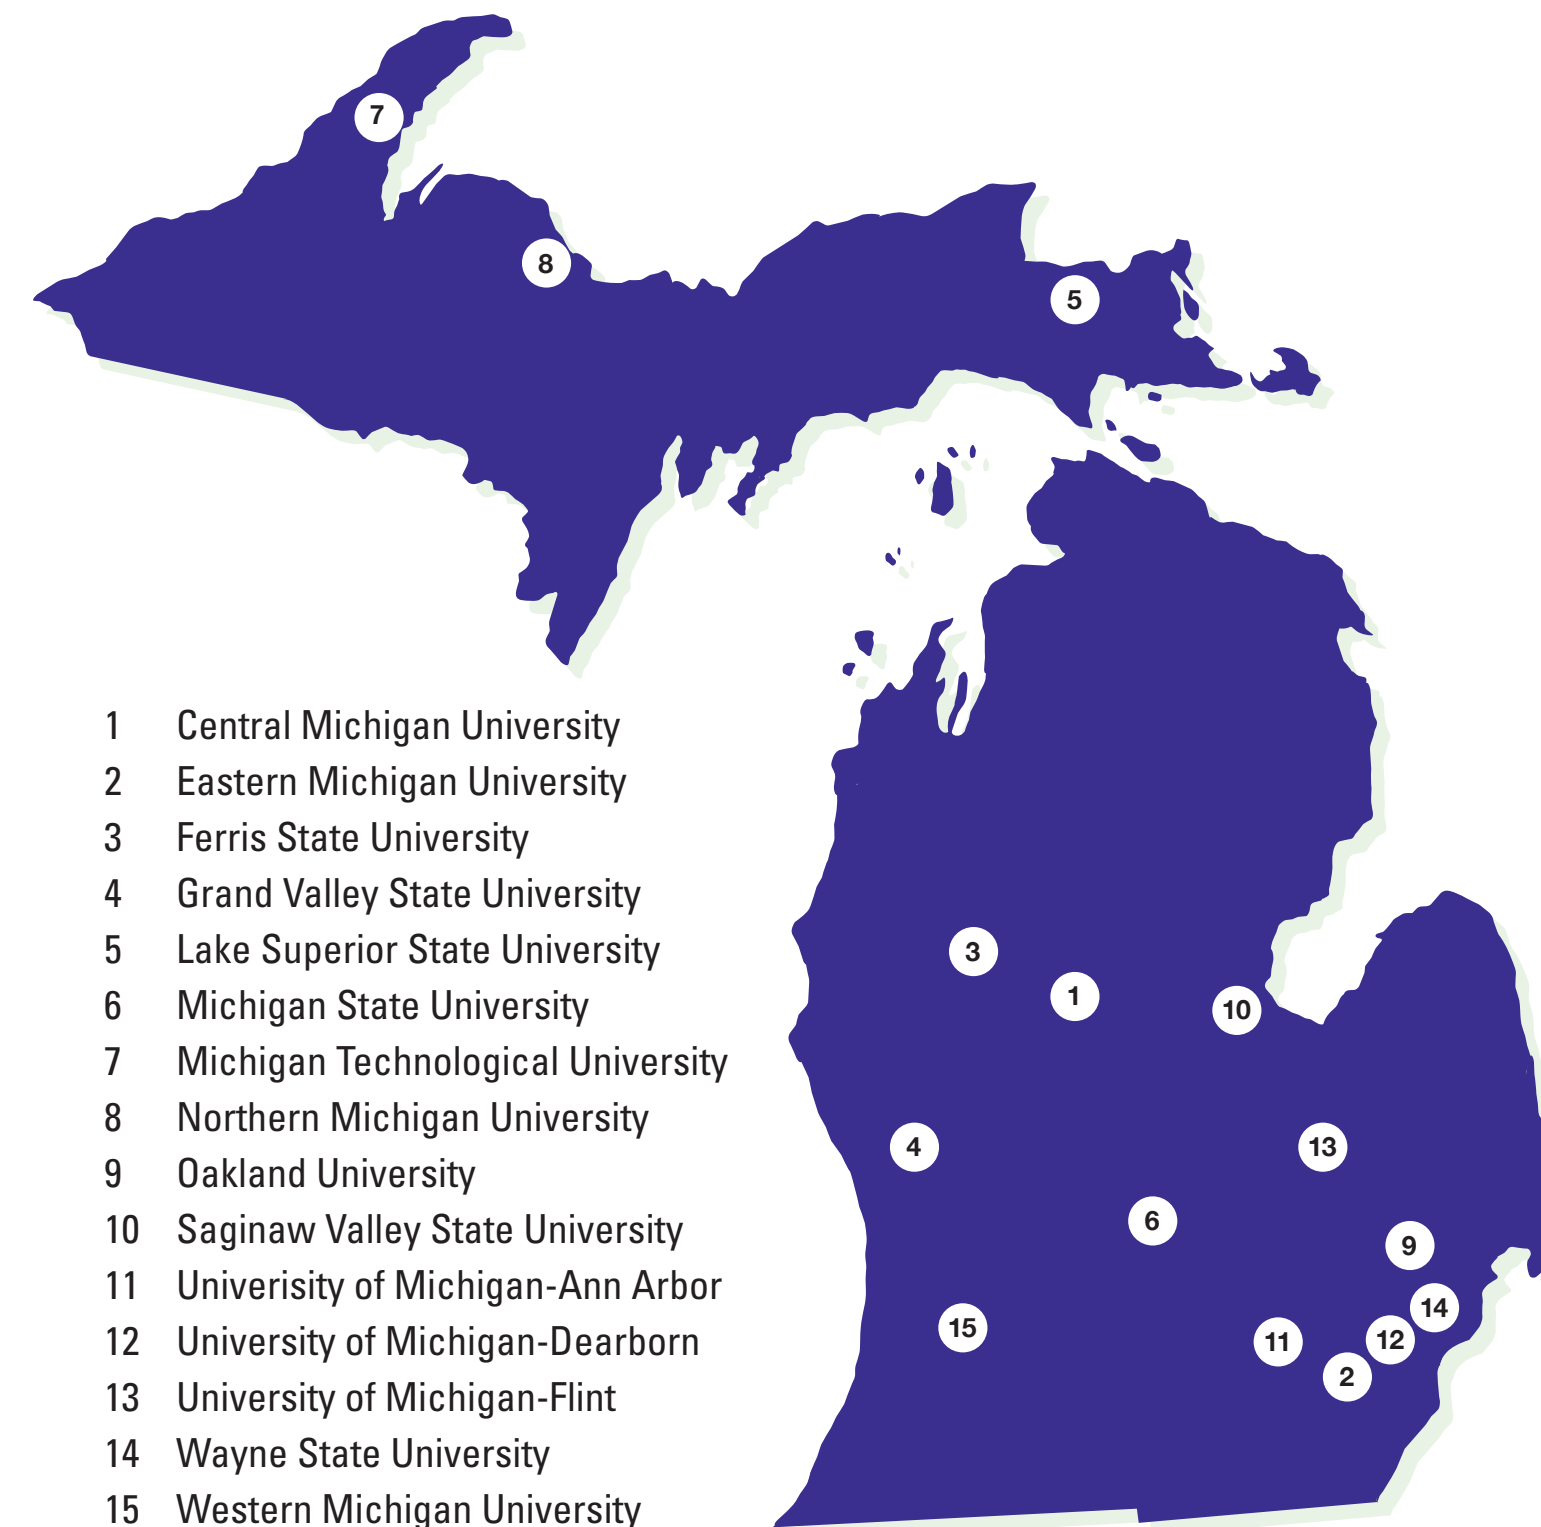 7
8
5
1 Central Michigan University
2 Eastern Michigan University
3 Ferris State University
4 Grand Valley State University
5 Lake Superior State University
6 Michigan State University
7 Michigan Technological University
8 Northern Michigan University
9 Oakland University
10 Saginaw Valley State University
11 Univerisity of Michigan-Ann Arbor
12 University of Michigan-Dearborn
13 University of Michigan-Flint
14 Wayne State University
15 Western Michigan University
3
1
10
4
13
6
9
14
15
11
12
2